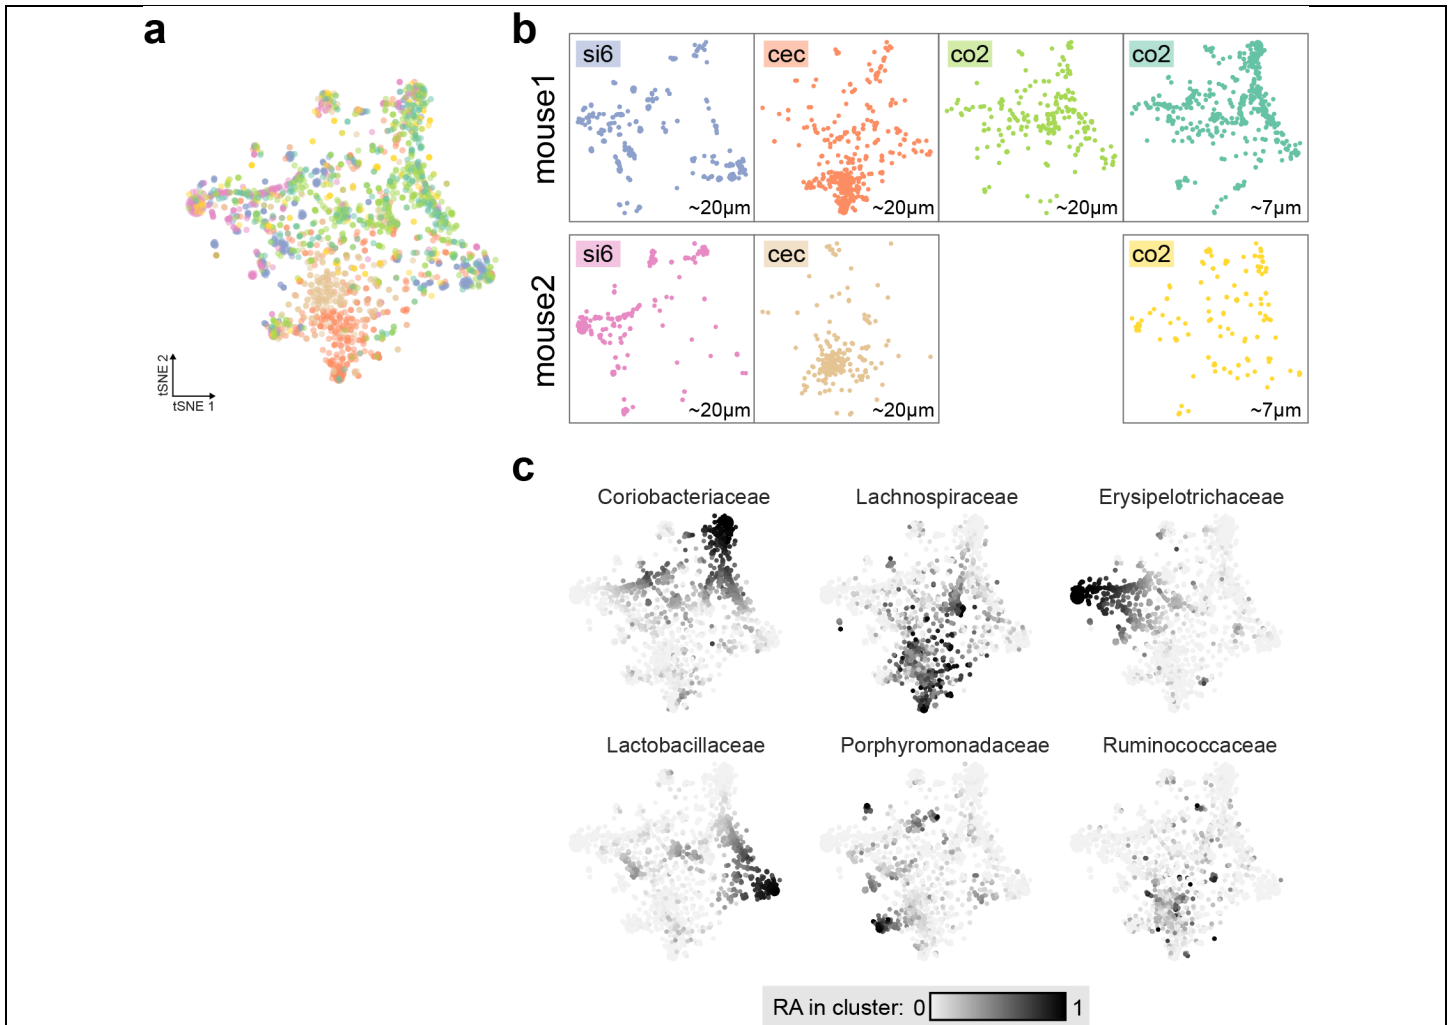 a
b
mouse1
si6
cec
co2
co2
~20µm
~20µm
~20µm
~7µm
mouse2
si6
cec
co2
~20µm
~20µm
~7µm
tSNE 2
tSNE 1
c
Coriobacteriaceae
Lachnospiraceae
Erysipelotrichaceae
Lactobacillaceae
Porphyromonadaceae
Ruminococcaceae
RA in cluster: 0 1